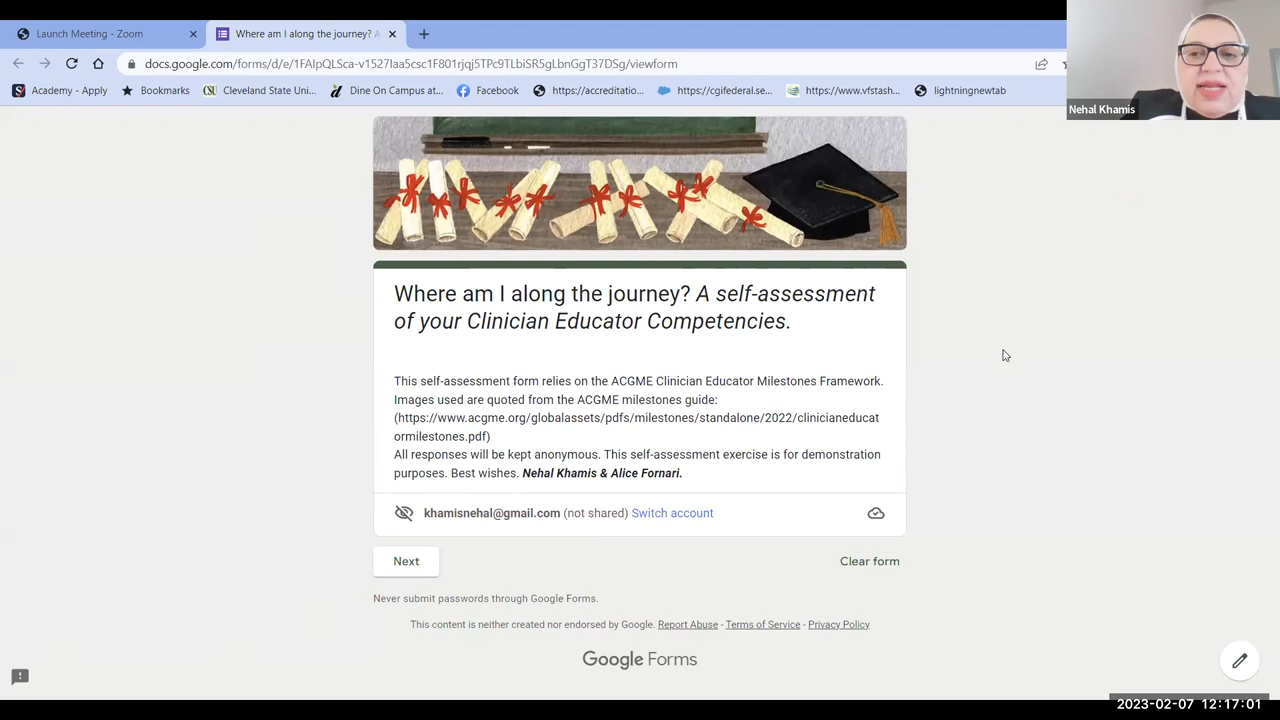 Launch Meeting - Zoom
Where am I along the journey? A
docs.google.com/forms/d/e/1FAIpQLSca-v1527laa5csc1F801rjqj5TPc9TLbiSR5gLbnGgT37DSg/viewform
Academy - Apply
Bookmarks
Cleveland State Uni...
Dine On Campus at...
Facebook
https://accreditatio...
https://cgifederal.se...
https://www.vfstash...
lightningnewtab
Nehal Khamis
Where am I along the journey? A self-assessment
of your Clinician Educator Competencies.
This self-assessment form relies on the ACGME Clinician Educator Milestones Framework.
Images used are quoted from the ACGME milestones guide:
(https://www.acgme.org/globalassets/pdfs/milestones/standalone/2022/clinicianeducat
ormilestones.pdf)
All responses will be kept anonymous. This self-assessment exercise is for demonstration
purposes. Best wishes. Nehal Khamis & Alice Fornari.
khamisnehal@gmail.com (not shared) Switch account
Next
Clear form
Never submit passwords through Google Forms.
This content is neither created nor endorsed by Google. Report Abuse - Terms of Service - Privacy Policy
Google Forms
2023-02-07 12:17:01